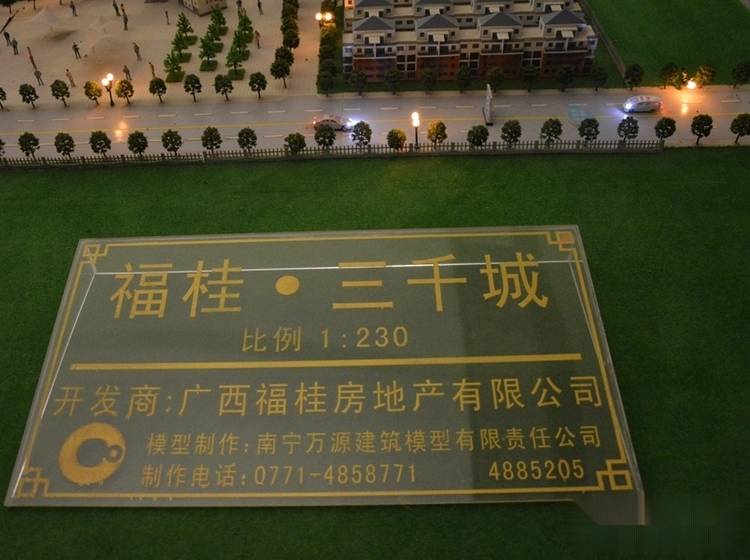 福桂·三千城
比例 1:230
开发商:广西福桂房地产有限公司
模型制作:南宁万源建筑模型有限责任公司
制作电话:0771-4858771 4885205